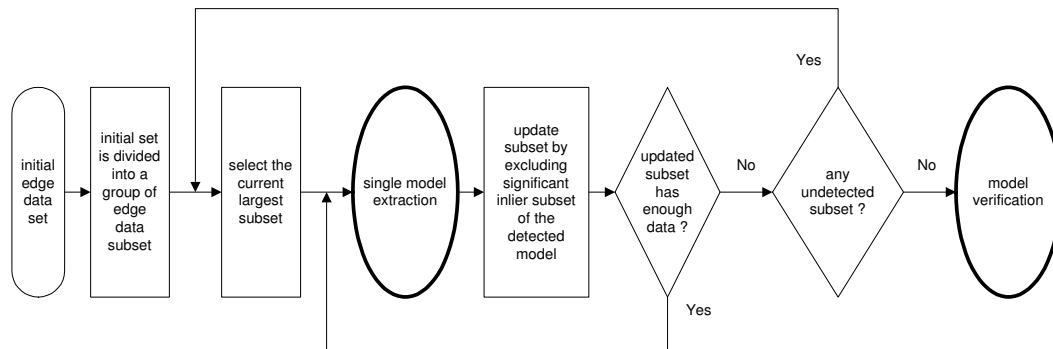 Yes
initial
edge
data
set
initial set
is divided
into a
group of
edge
data
subset
select the
current
largest
subset
single model
extraction
update
subset by
excluding
significant
inlier subset
of the
detected
model
updated
subset
has
enough
data ?
No
any
undetected
subset ?
No
model
verification
Yes